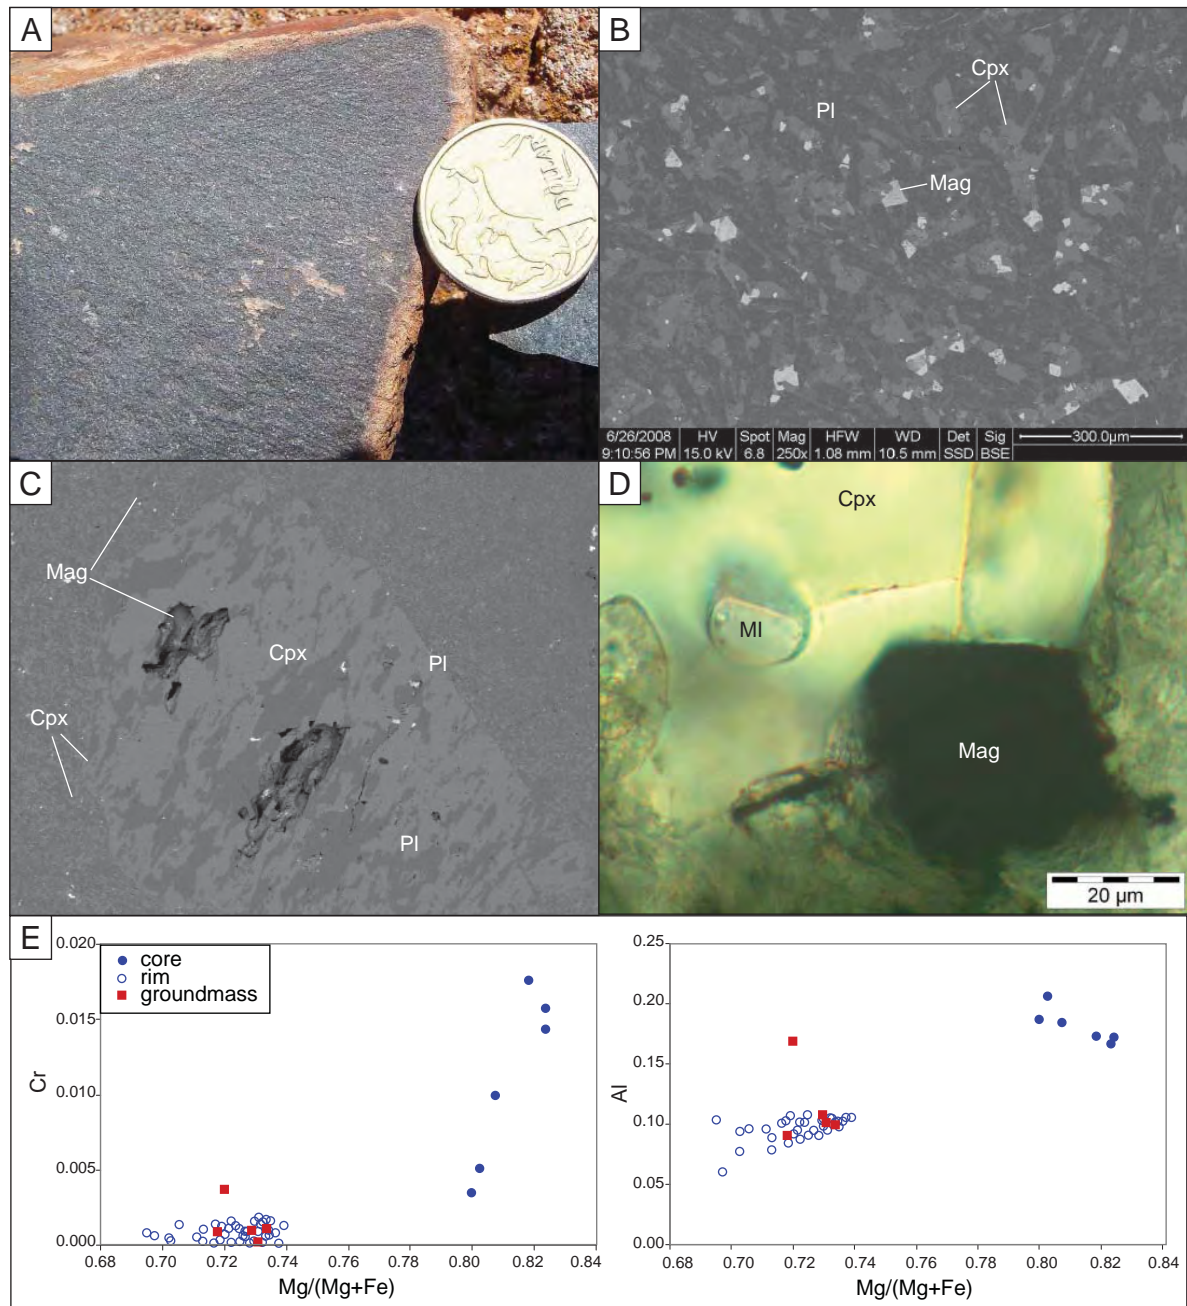 A
DOLLAR
B
Cpx
Pl
Mag
6/26/2008 HV Spot Mag HFW WD Det Sig 300.0µm
9:10:56 PM 15.0 kV 6.8 250x 1.08 mm 10.5 mm SSD BSE
C
Mag
Cpx
Pl
Cpx
Pl
D
Cpx
MI
Mag
20 µm
E
core
rim
groundmass
Cr
0.020
0.015
0.010
0.005
0.000
0.68 0.70 0.72 0.74 0.76 0.78 0.80 0.82 0.84
Mg/(Mg+Fe)
Al
0.25
0.20
0.15
0.10
0.05
0.00
0.68 0.70 0.72 0.74 0.76 0.78 0.80 0.82 0.84
Mg/(Mg+Fe)